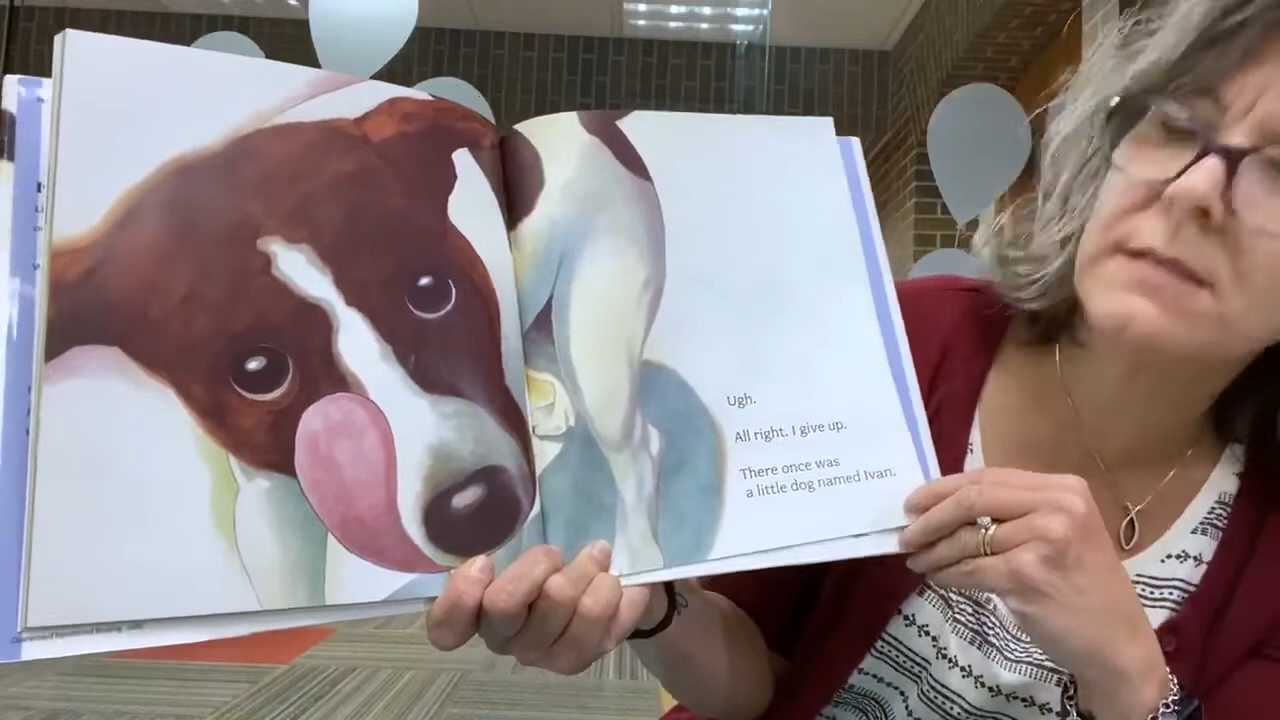 Ugh.
All right. I give up.
There once was
a little dog named Ivan.